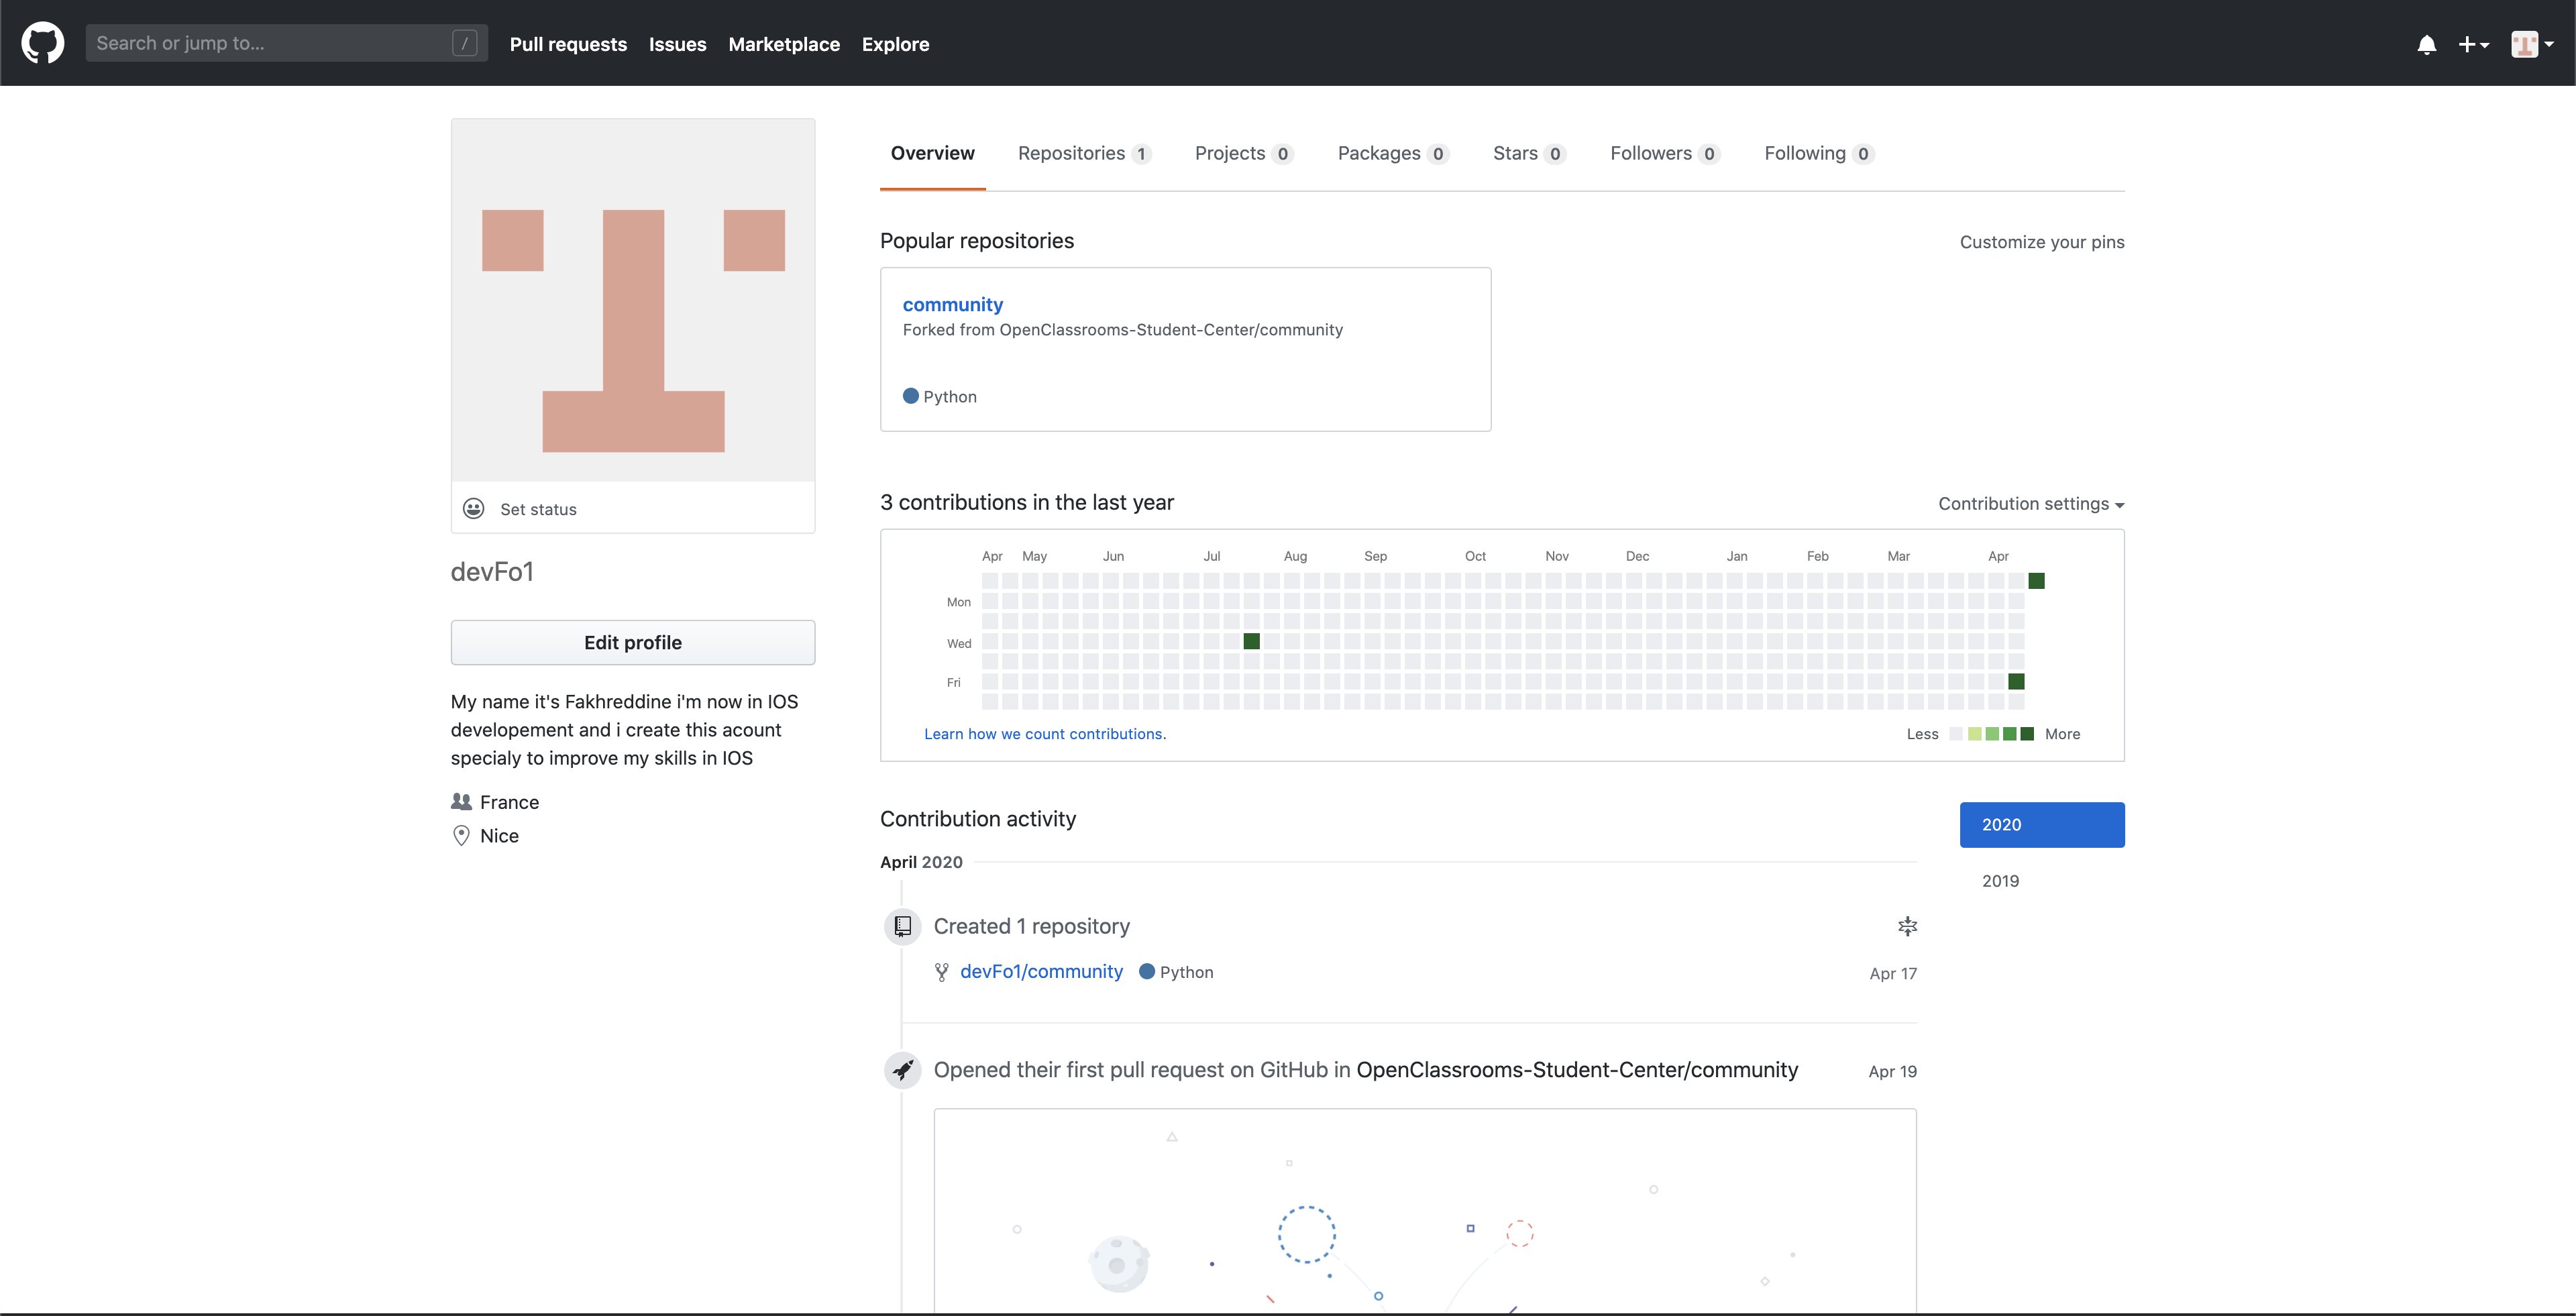 Search or jump to... /
Pull requests Issues Marketplace Explore
Overview Repositories 1 Projects 0 Packages 0 Stars 0 Followers 0 Following 0
Set status
devFo1
Edit profile
My name it's Fakhreddine i'm now in IOS
developement and i create this acount
specialy to improve my skills in IOS
France
Nice
Popular repositories
Customize your pins
community
Forked from OpenClassrooms-Student-Center/community
Python
3 contributions in the last year
Contribution settings
Apr May Jun Jul Aug Sep Oct Nov Dec Jan Feb Mar Apr
Mon
Wed
Fri
Learn how we count contributions.
Less More
Contribution activity
2020
2019
April 2020
Created 1 repository
devFo1/community Python Apr 17
Opened their first pull request on GitHub in OpenClassrooms-Student-Center/community Apr 19